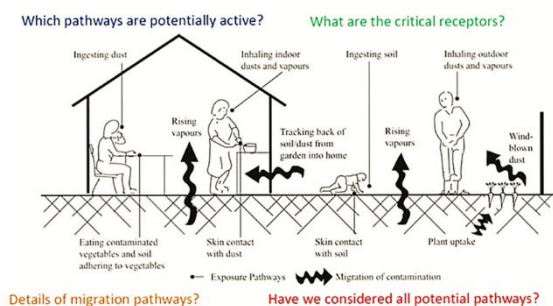 Which pathways are potentially active?
What are the critical receptors?
Ingesting dust
Inhaling indoor
dusts and vapours
Ingesting soil
Inhaling outdoor
dusts and vapours
Rising
vapours
Tracking back of
soil/dust from
garden into home
Rising
vapours
Wind-
blown
dust
Eating contaminated
vegetables and soil
adhering to vegetables
Skin contact
with dust
Skin contact
with soil
Plant uptake
Exposure Pathways
Migration of contamination
Details of migration pathways?
Have we considered all potential pathways?